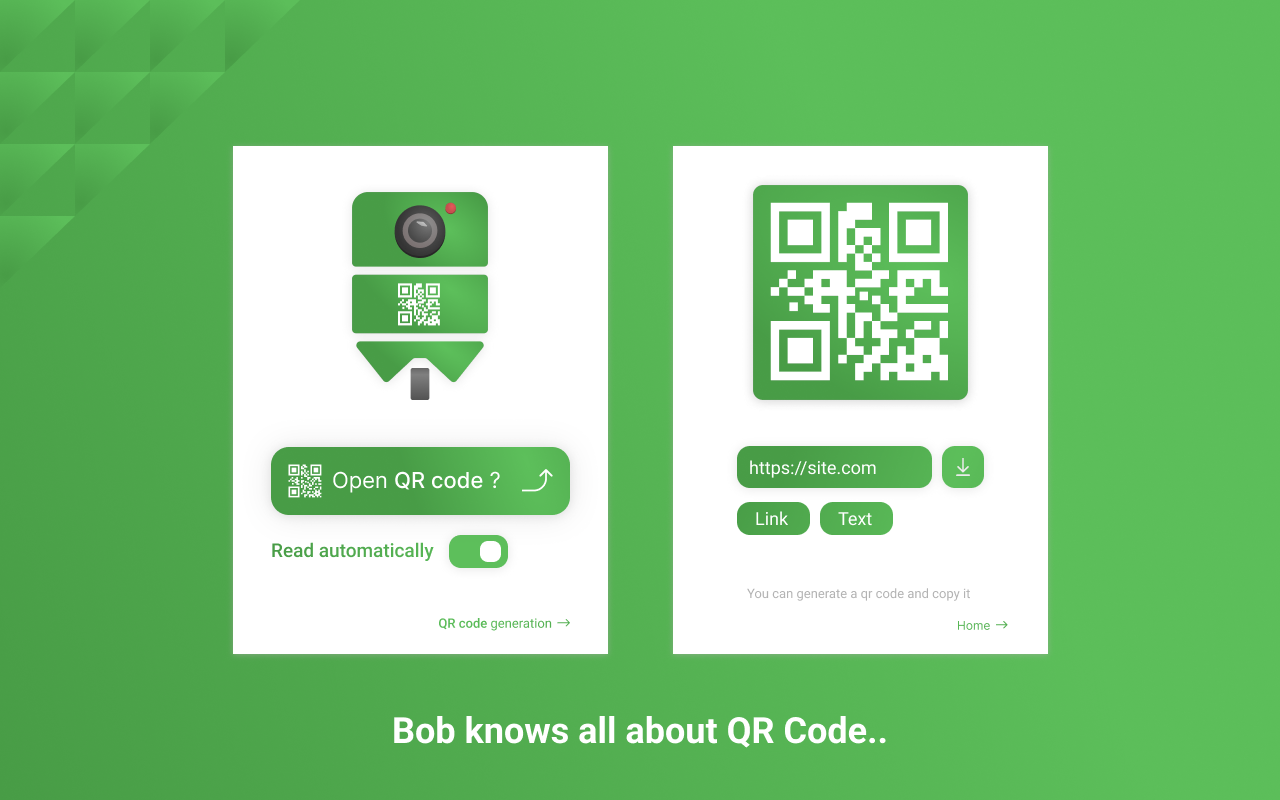 Open QR code ?
Read automatically
QR code generation
https://site.com
Link
Text
You can generate a qr code and copy it
Home
Bob knows all about QR Code..